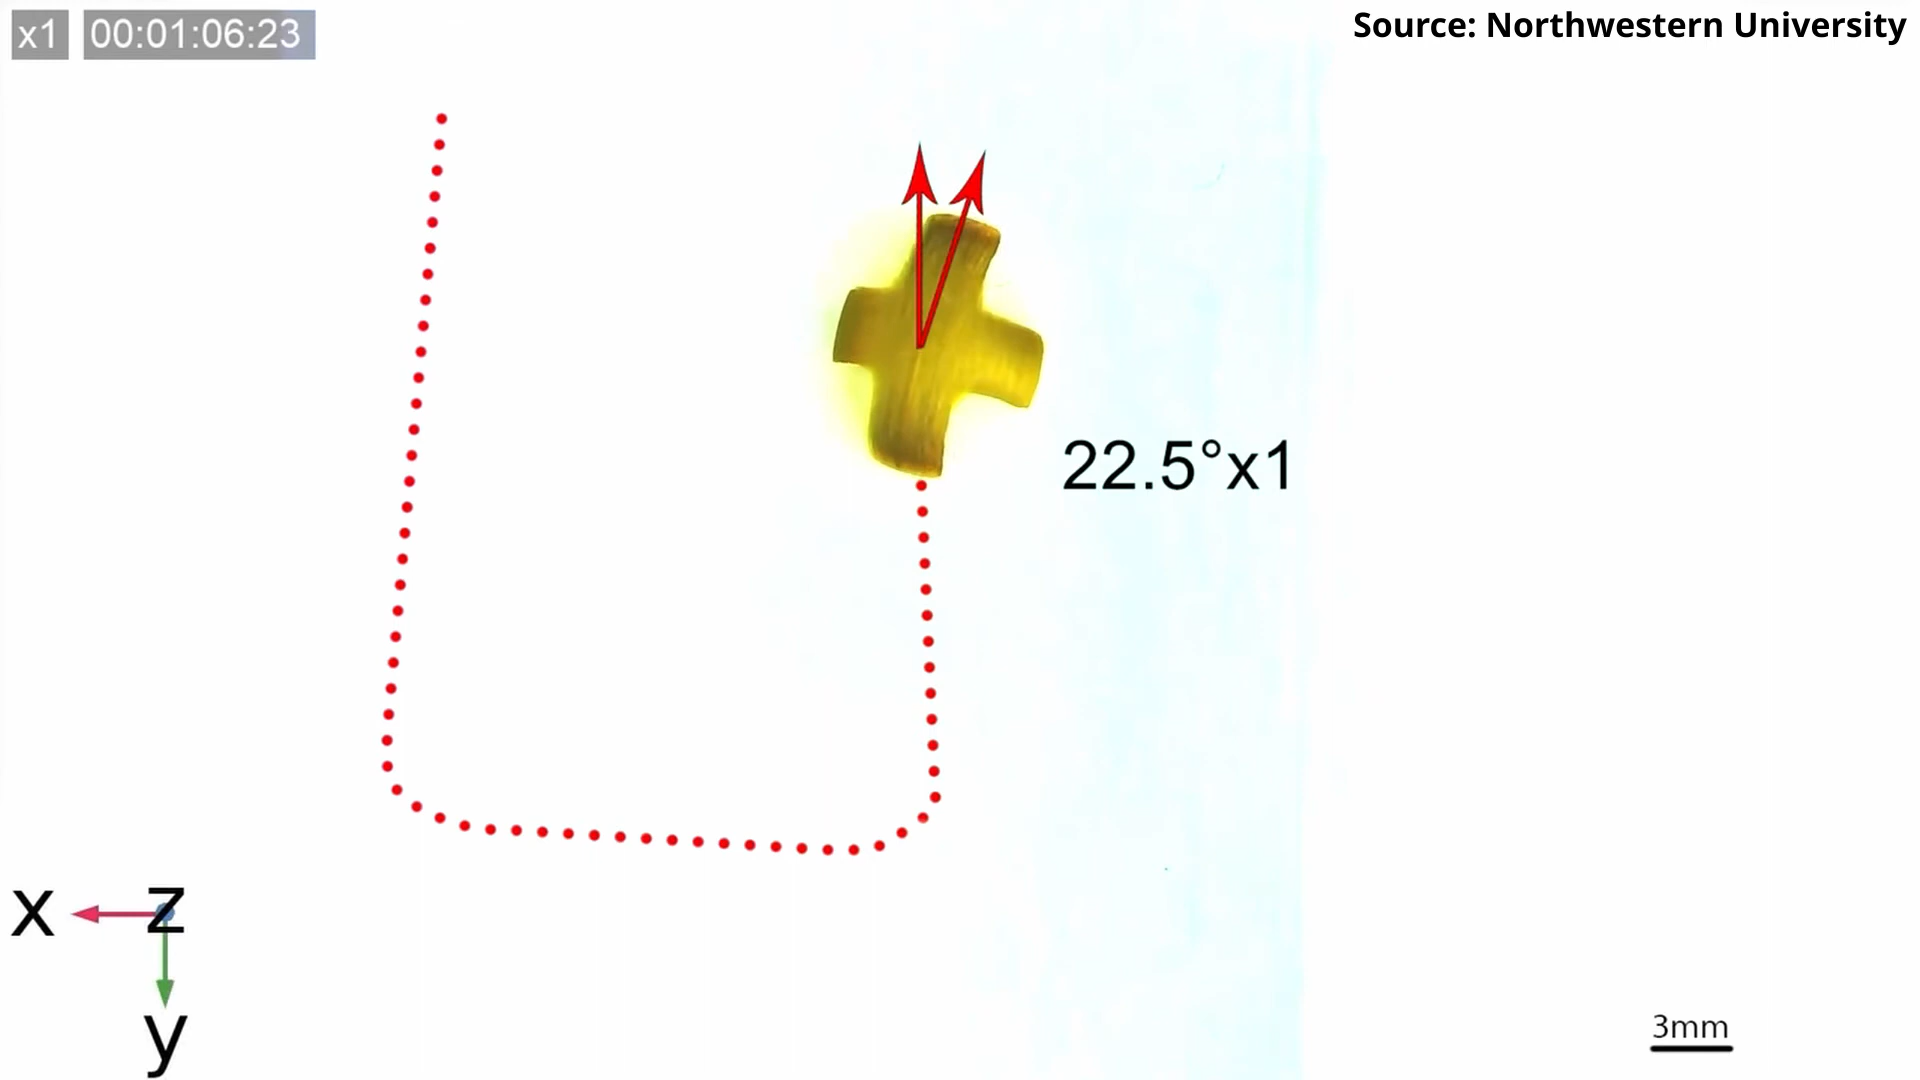 x1 00:01:06:23
Source: Northwestern University
22.5°x1
x z
y
3mm